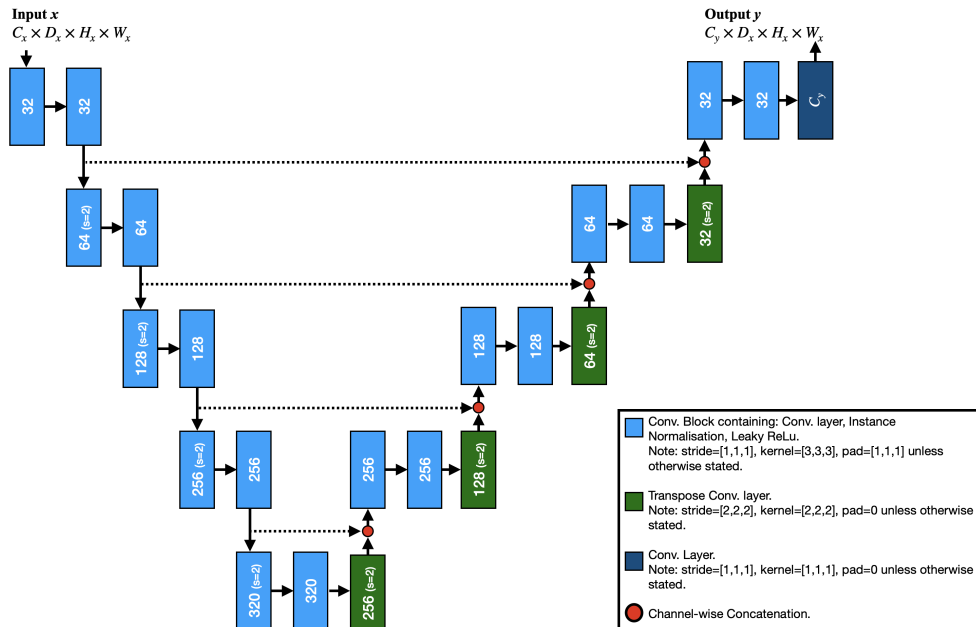 Input x
C_x × D_x × H_x × W_x
Output y
C_y × D_x × H_x × W_x
32
32
32
32
C_y
64 (s=2)
64
64
64
32 (s=2)
128 (s=2)
128
128
128
64 (s=2)
256 (s=2)
256
256
256
128 (s=2)
320 (s=2)
320
256 (s=2)
Conv. Block containing: Conv. layer, Instance
Normalisation, Leaky ReLu.
Note: stride=[1,1,1], kernel=[3,3,3], pad=[1,1,1] unless
otherwise stated.
Transpose Conv. layer.
Note: stride=[2,2,2], kernel=[2,2,2], pad=0 unless otherwise
stated.
Conv. Layer.
Note: stride=[1,1,1], kernel=[1,1,1], pad=0 unless otherwise
stated.
Channel-wise Concatenation.